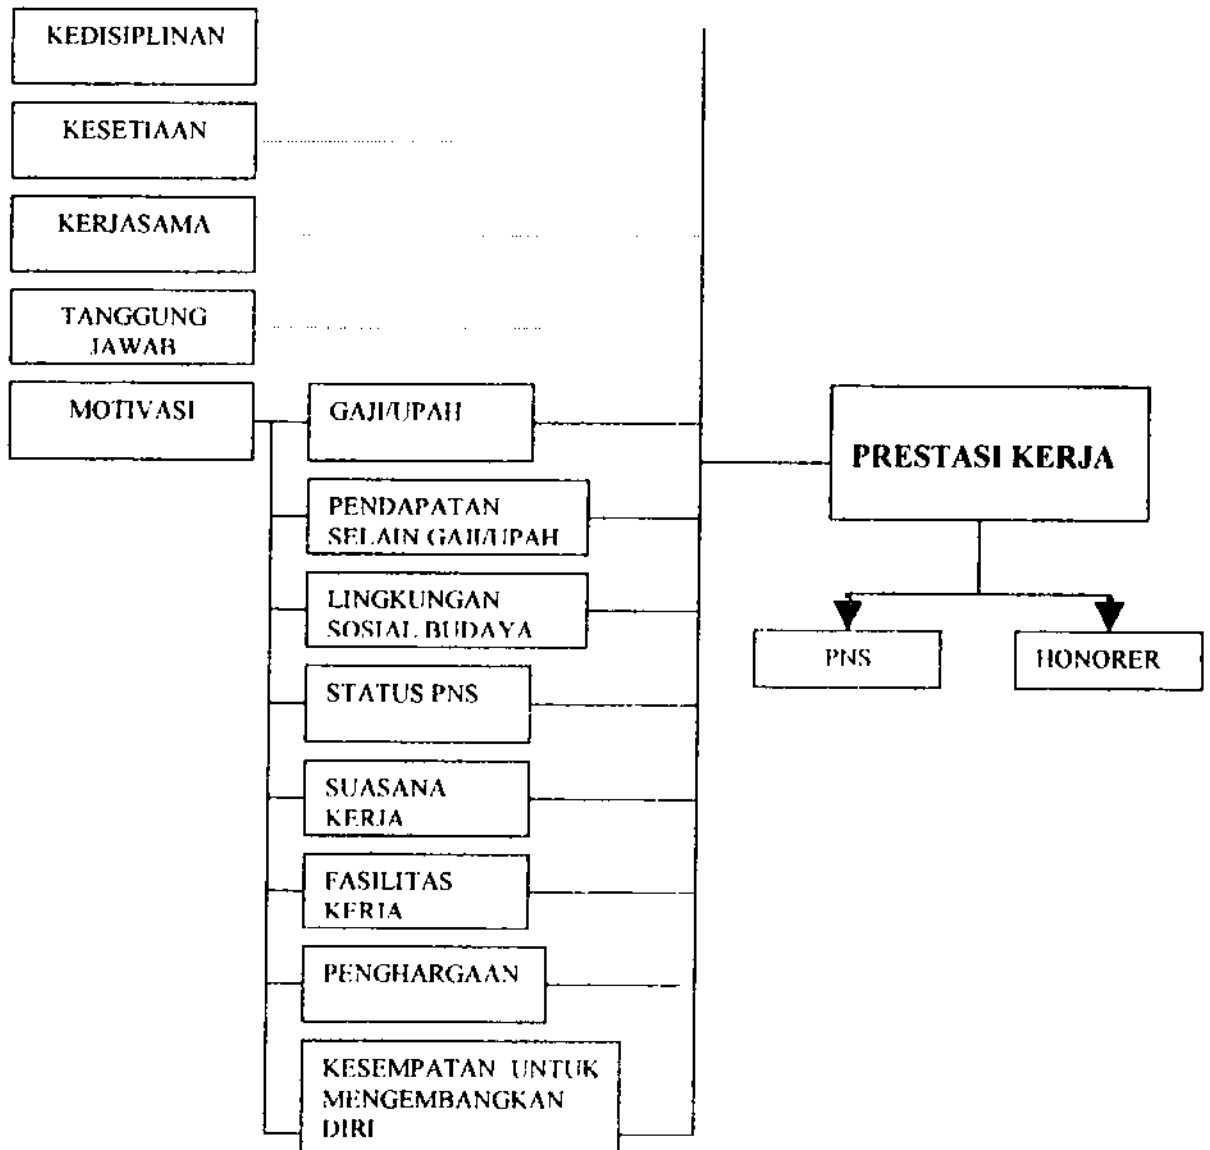 KEDISIPLINAN
KESETIAAN
KERJASAMA
TANGGUNG
JAWAB
MOTIVASI
GAJI/UPAH
PENDAPATAN
SELAIN GAJI/UPAH
LINGKUNGAN
SOSIAL BUDAYA
STATUS PNS
SUASANA
KERJA
FASILITAS
KERJA
PENGHARGAAN
KESEMPATAN UNTUK
MENGEMBANGKAN
DIRI
PRESTASI KERJA
PNS
HONORER